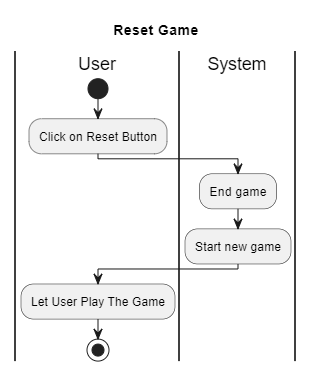 Reset Game
User
System
Click on Reset Button
End game
Start new game
Let User Play The Game